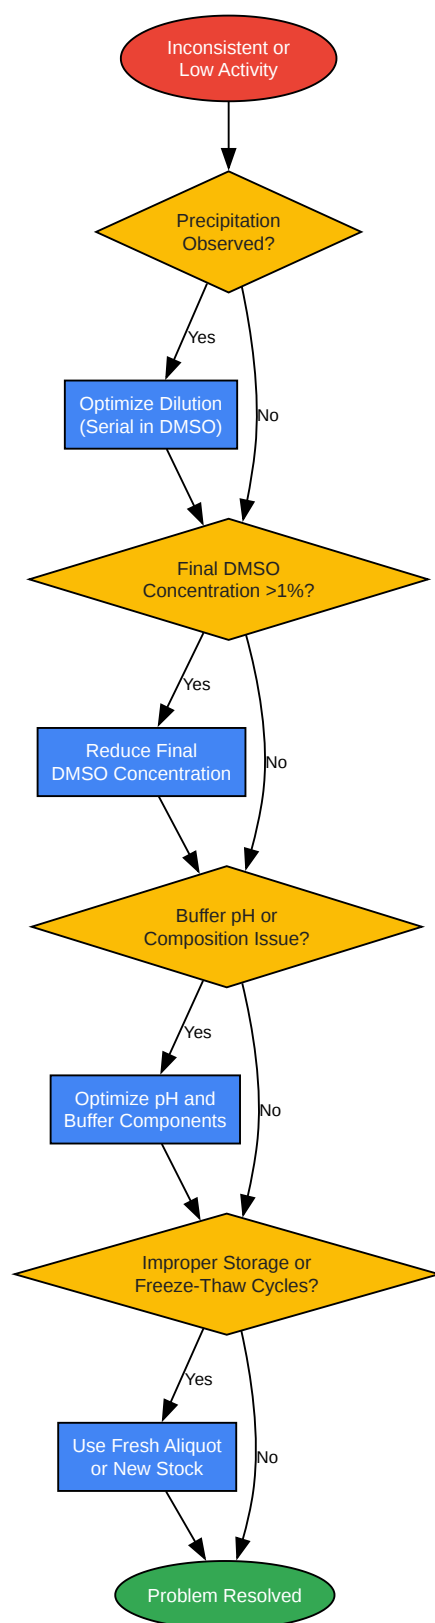 Inconsistent or
Low Activity
Precipitation
Observed?
Yes
Optimize Dilution
(Serial in DMSO)
No
Final DMSO
Concentration >1%?
Yes
Reduce Final
DMSO Concentration
No
Buffer pH or
Composition Issue?
Yes
Optimize pH and
Buffer Components
No
Improper Storage or
Freeze-Thaw Cycles?
Yes
Use Fresh Aliquot
or New Stock
No
Problem Resolved